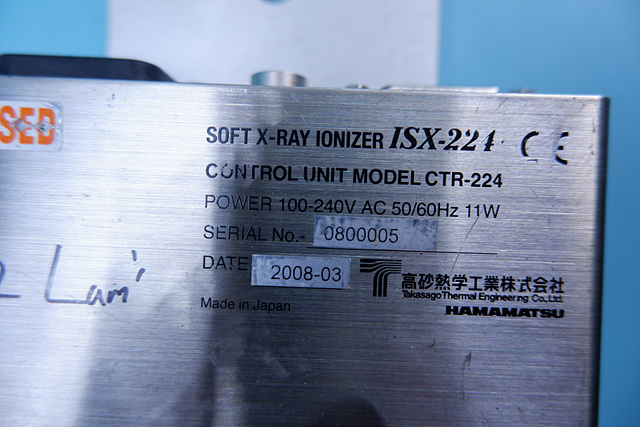 SED
SOFT X-RAY IONIZER ISX-224 CE
CONTROL UNIT MODEL CTR-224
POWER 100-240V AC 50/60Hz 11W
SERIAL No.- 0800005
DATE 2008-03
高砂熱学工業株式会社
Takasago Thermal Engineering Co., Ltd.
HAMAMATSU
Made in Japan
Lam